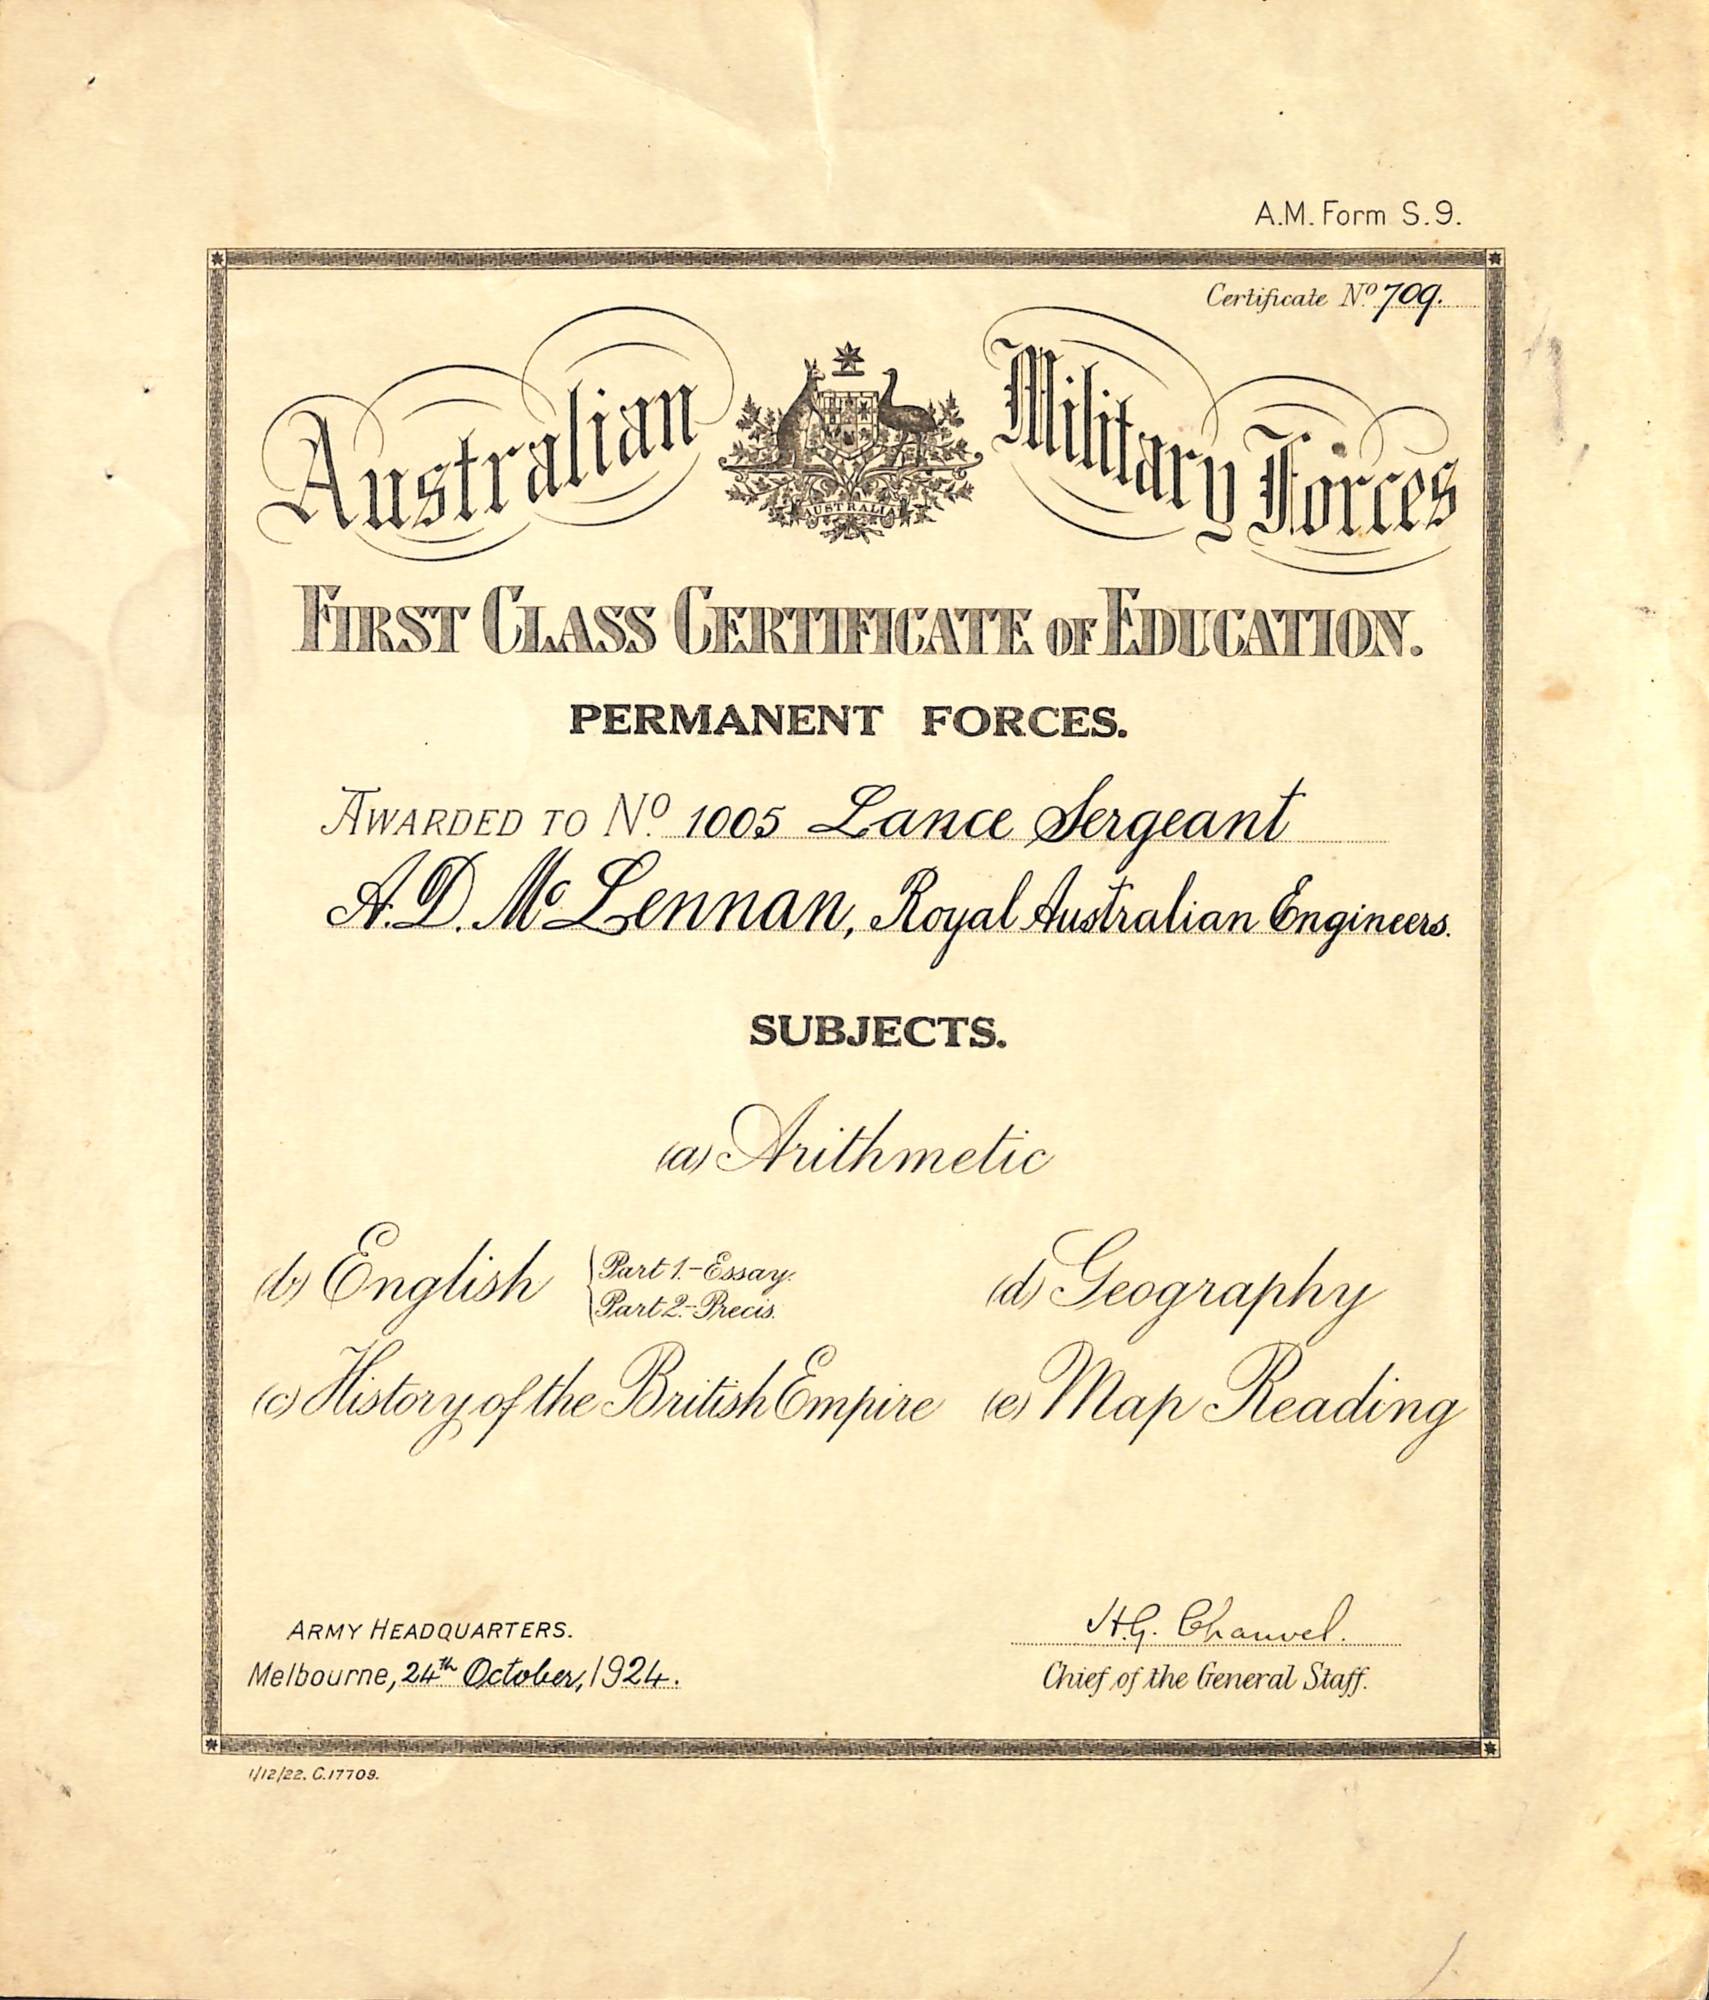 A.M. Form S.9.
Certificate No. 709.
Australian Military Forces
AUSTRALIA
FIRST CLASS CERTIFICATE OF EDUCATION.
PERMANENT FORCES.
AWARDED TO No. 1005 Lance Sergeant
A.D. McLennan, Royal Australian Engineers.
SUBJECTS.
(a) Arithmetic
(b) English
Part 1.-Essay.
Part 2.-Precis.
(c) History of the British Empire
(d) Geography
(e) Map Reading
ARMY HEADQUARTERS.
Melbourne, 24th October, 1924.
H.G. Chauvel.
Chief of the General Staff.
1/12/22. C.17709.